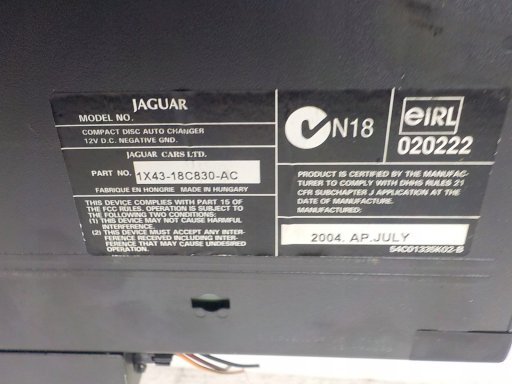 JAGUAR
MODEL NO.
COMPACT DISC AUTO CHANGER
12V D.C. NEGATIVE GND.
JAGUAR CARS LTD.
PART NO. 1X43-18C830-AC
FABRIQUE EN HONGRIE MADE IN HUNGARY
THIS DEVICE COMPLIES WITH PART 15 OF
THE FCC RULES. OPERATION IS SUBJECT TO
THE FOLLOWING TWO CONDITIONS:
(1) THIS DEVICE MAY NOT CAUSE HARMFUL
INTERFERENCE.
(2) THIS DEVICE MUST ACCEPT ANY INTER-
FERENCE RECEIVED INCLUDING INTER-
FERENCE THAT MAY CAUSE UNDESIRED
OPERATION.
N18
eIRL
020222
PRODUCT IS CERTIFIED BY THE MANUFAC-
TURER TO COMPLY WITH DHHS RULES 21
CFR SUBCHAPTER J APPLICATION AT THE
DATE OF MANUFACTURE.
MANUFACTURED:
2004. AP.JULY
54C01335K02-B